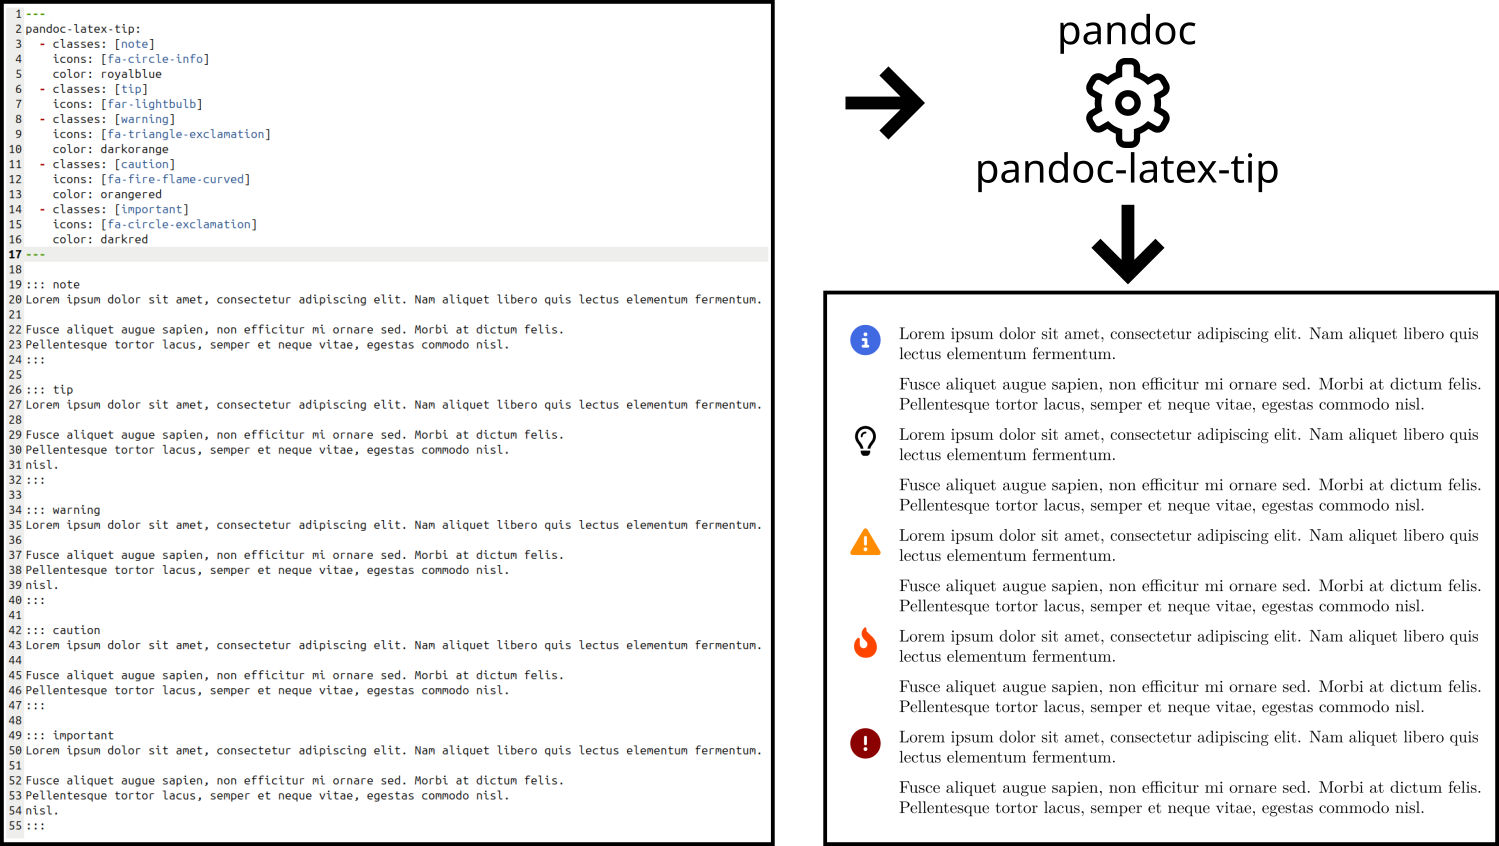 1 ---
2 pandoc-latex-tip:
3   - classes: [note]
4     icons: [fa-circle-info]
5     color: royalblue
6   - classes: [tip]
7     icons: [far-lightbulb]
8   - classes: [warning]
9     icons: [fa-triangle-exclamation]
10     color: darkorange
11   - classes: [caution]
12     icons: [fa-fire-flame-curved]
13     color: orangered
14   - classes: [important]
15     icons: [fa-circle-exclamation]
16     color: darkred
17 ---
18
19 ::: note
20 Lorem ipsum dolor sit amet, consectetur adipiscing elit. Nam aliquet libero quis lectus elementum fermentum.
21
22 Fusce aliquet augue sapien, non efficitur mi ornare sed. Morbi at dictum felis.
23 Pellentesque tortor lacus, semper et neque vitae, egestas commodo nisl.
24 :::
25
26 ::: tip
27 Lorem ipsum dolor sit amet, consectetur adipiscing elit. Nam aliquet libero quis lectus elementum fermentum.
28
29 Fusce aliquet augue sapien, non efficitur mi ornare sed. Morbi at dictum felis.
30 Pellentesque tortor lacus, semper et neque vitae, egestas commodo nisl.
31 nisl.
32 :::
33
34 ::: warning
35 Lorem ipsum dolor sit amet, consectetur adipiscing elit. Nam aliquet libero quis lectus elementum fermentum.
36
37 Fusce aliquet augue sapien, non efficitur mi ornare sed. Morbi at dictum felis.
38 Pellentesque tortor lacus, semper et neque vitae, egestas commodo nisl.
39 nisl.
40 :::
41
42 ::: caution
43 Lorem ipsum dolor sit amet, consectetur adipiscing elit. Nam aliquet libero quis lectus elementum fermentum.
44
45 Fusce aliquet augue sapien, non efficitur mi ornare sed. Morbi at dictum felis.
46 Pellentesque tortor lacus, semper et neque vitae, egestas commodo nisl.
47 :::
48
49 ::: important
50 Lorem ipsum dolor sit amet, consectetur adipiscing elit. Nam aliquet libero quis lectus elementum fermentum.
51
52 Fusce aliquet augue sapien, non efficitur mi ornare sed. Morbi at dictum felis.
53 Pellentesque tortor lacus, semper et neque vitae, egestas commodo nisl.
54 nisl.
55 :::
pandoc
pandoc-latex-tip
Lorem ipsum dolor sit amet, consectetur adipiscing elit. Nam aliquet libero quis
lectus elementum fermentum.
Fusce aliquet augue sapien, non efficitur mi ornare sed. Morbi at dictum felis.
Pellentesque tortor lacus, semper et neque vitae, egestas commodo nisl.
Lorem ipsum dolor sit amet, consectetur adipiscing elit. Nam aliquet libero quis
lectus elementum fermentum.
Fusce aliquet augue sapien, non efficitur mi ornare sed. Morbi at dictum felis.
Pellentesque tortor lacus, semper et neque vitae, egestas commodo nisl.
Lorem ipsum dolor sit amet, consectetur adipiscing elit. Nam aliquet libero quis
lectus elementum fermentum.
Fusce aliquet augue sapien, non efficitur mi ornare sed. Morbi at dictum felis.
Pellentesque tortor lacus, semper et neque vitae, egestas commodo nisl.
Lorem ipsum dolor sit amet, consectetur adipiscing elit. Nam aliquet libero quis
lectus elementum fermentum.
Fusce aliquet augue sapien, non efficitur mi ornare sed. Morbi at dictum felis.
Pellentesque tortor lacus, semper et neque vitae, egestas commodo nisl.
Lorem ipsum dolor sit amet, consectetur adipiscing elit. Nam aliquet libero quis
lectus elementum fermentum.
Fusce aliquet augue sapien, non efficitur mi ornare sed. Morbi at dictum felis.
Pellentesque tortor lacus, semper et neque vitae, egestas commodo nisl.